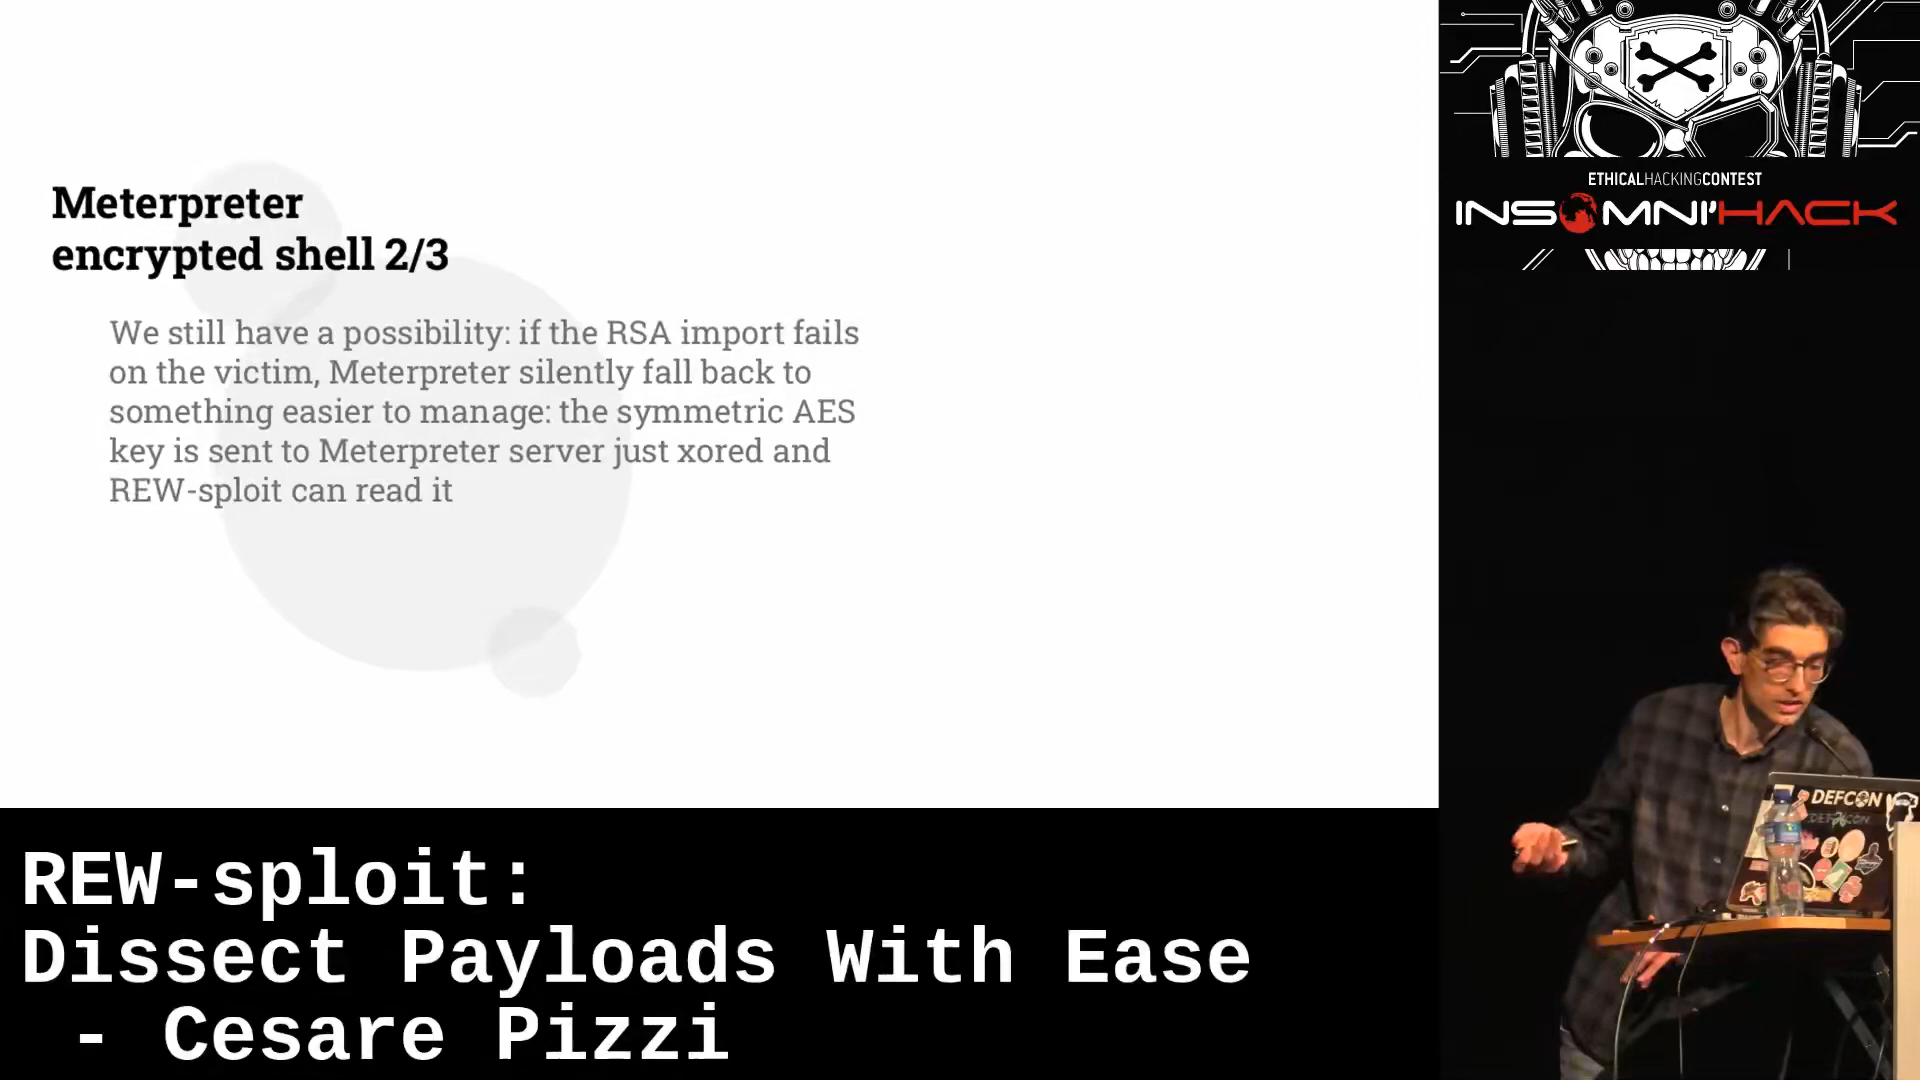 Meterpreter
encrypted shell 2/3
We still have a possibility: if the RSA import fails
on the victim, Meterpreter silently fall back to
something easier to manage: the symmetric AES
key is sent to Meterpreter server just xored and
REW-sploit can read it
ETHICALHACKINGCONTEST
INSOMNI'HACK
DEFCON
REW-sploit:
Dissect Payloads With Ease
- Cesare Pizzi